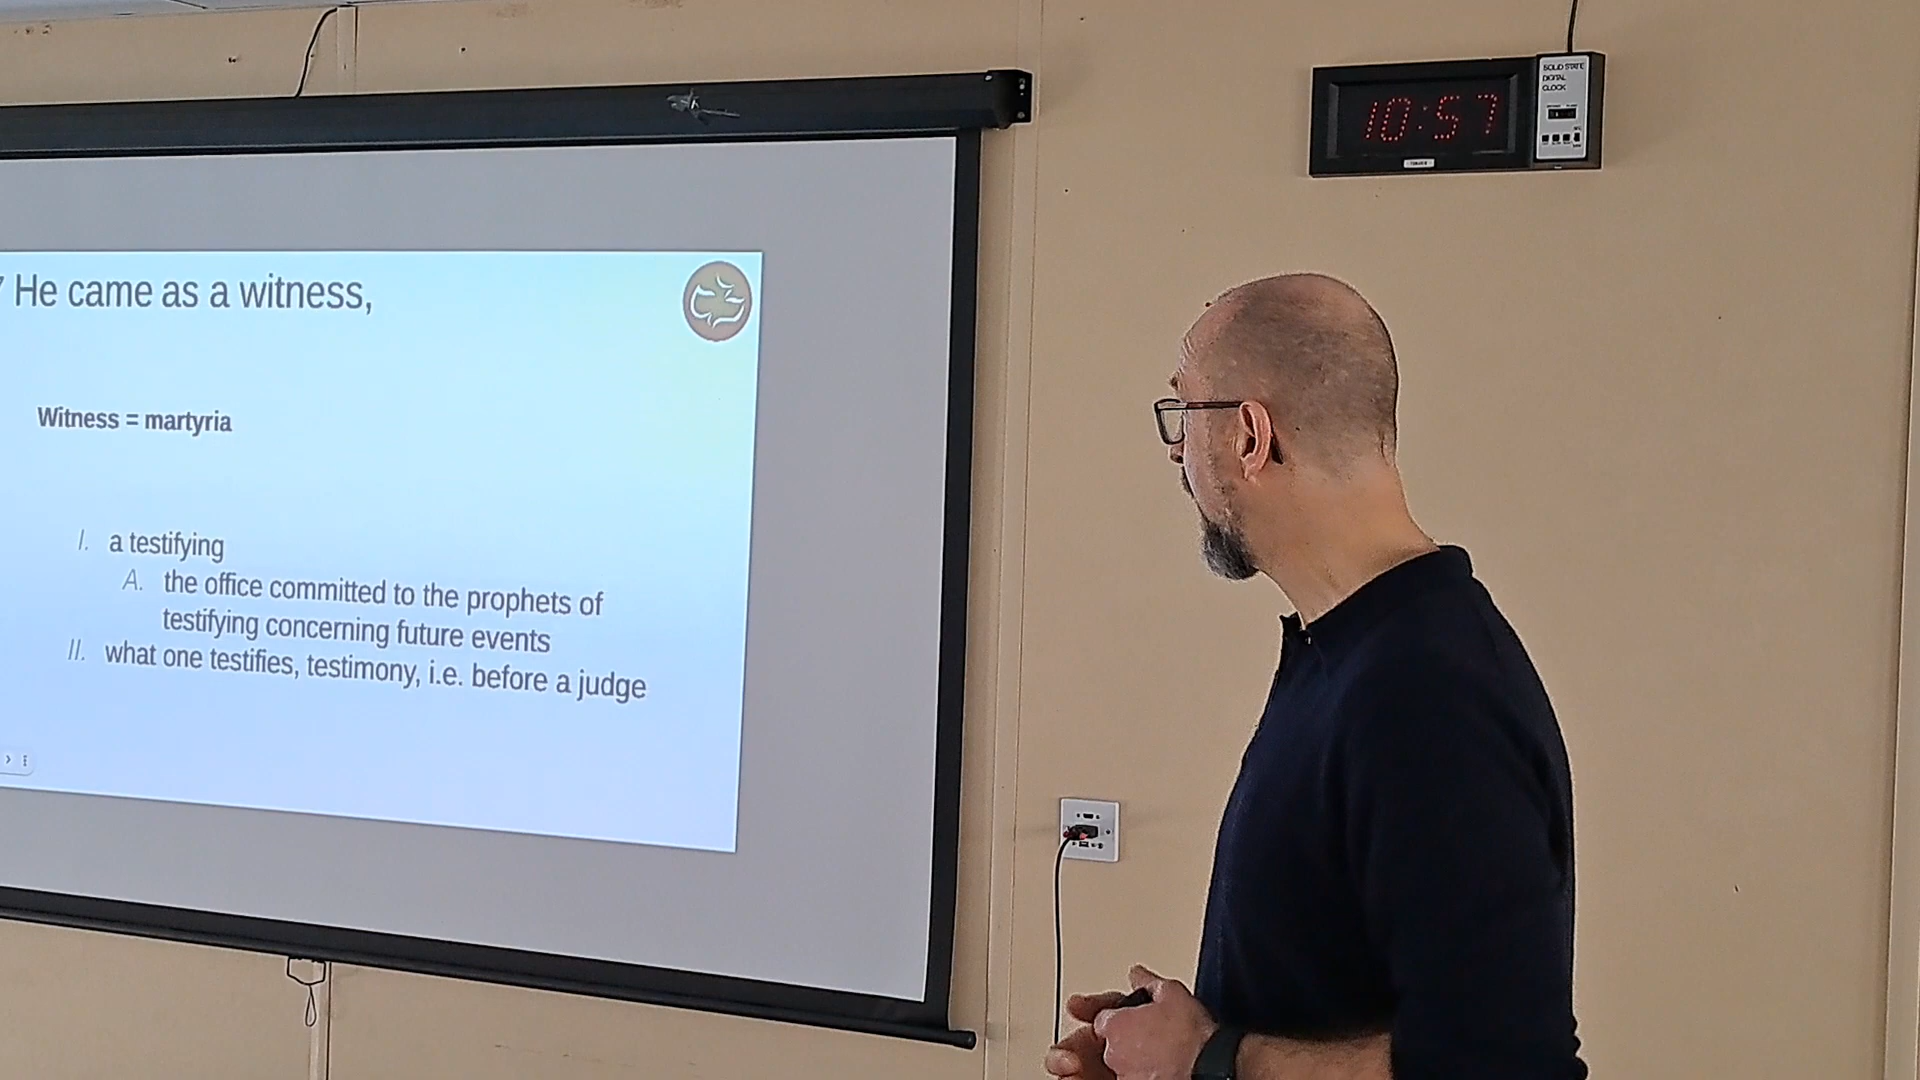 SOLID STATE
DIGITAL
CLOCK
10:57
7 He came as a witness,
Witness = martyria
I. a testifying
A. the office committed to the prophets of
testifying concerning future events
II. what one testifies, testimony, i.e. before a judge